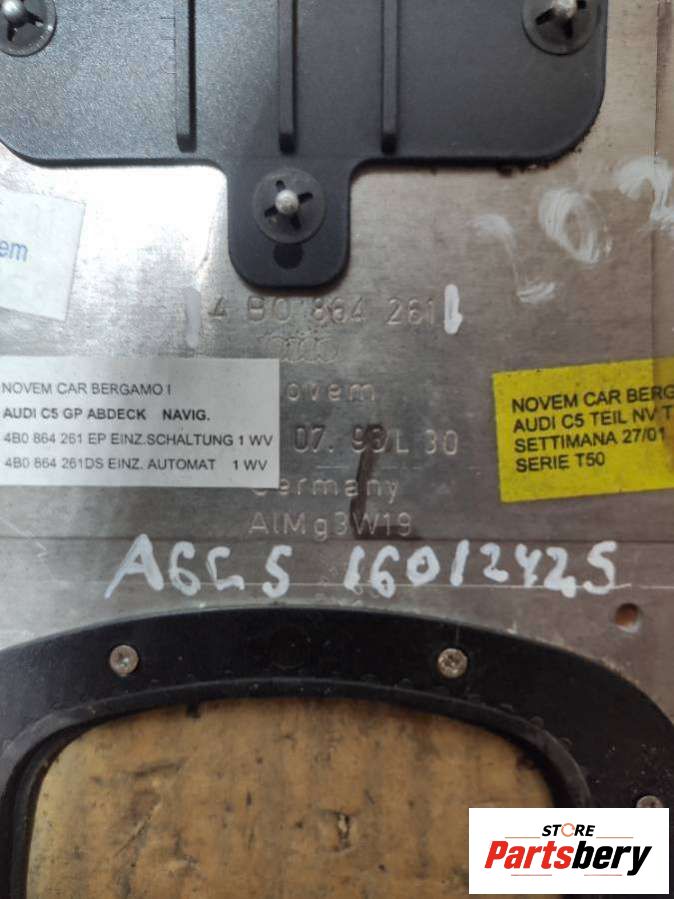 em
4 B0 864 261
Novem
07. 93/L 30
Germany
AlMg3W19
NOVEM CAR BERGAMO I
AUDI C5 GP ABDECK NAVIG.
4B0 864 261 EP EINZ.SCHALTUNG 1 WV
4B0 864 261DS EINZ. AUTOMAT 1 WV
NOVEM CAR BERG
AUDI C5 TEIL NV T
SETTIMANA 27/01
SERIE T50
A6C5 16012425
STORE
Partsbery